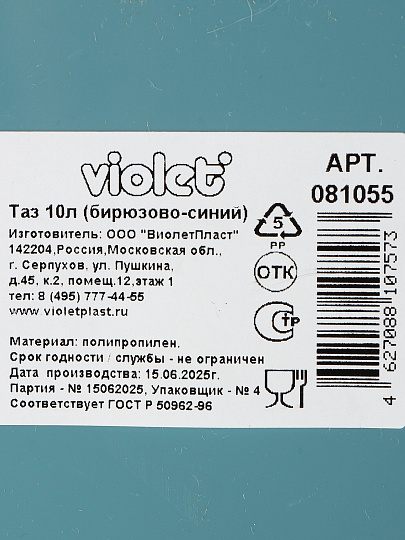 violet
АРТ.
081055
Таз 10л (бирюзово-синий)
Изготовитель: ООО "ВиолетПласт"
142204,Россия,Московская обл.,
г. Серпухов, ул. Пушкина,
д.45, к.2, помещ.12,этаж 1
тел: 8 (495) 777-44-55
www.violetplast.ru
5
PP
ОТК
СТР
Материал: полипропилен.
Срок годности / службы - не ограничен
Дата производства: 15.06.2025г.
Партия - № 15062025, Упаковщик - № 4
Соответствует ГОСТ Р 50962-96
4 627088 107573